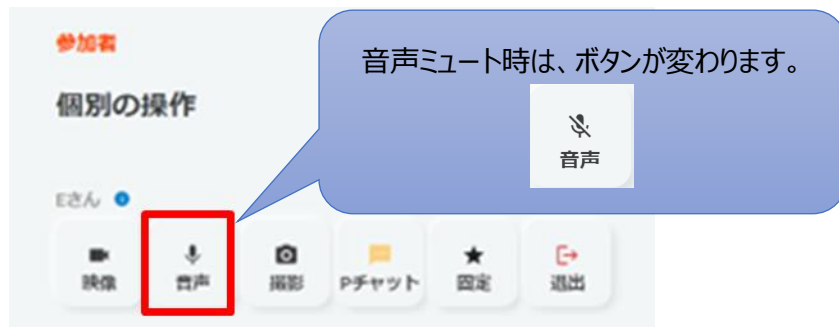 参加者
音声ミュート時は、ボタンが変わります。
個別の操作
音声
Eさん
映像 音声 撮影 Pチャット 固定 退出